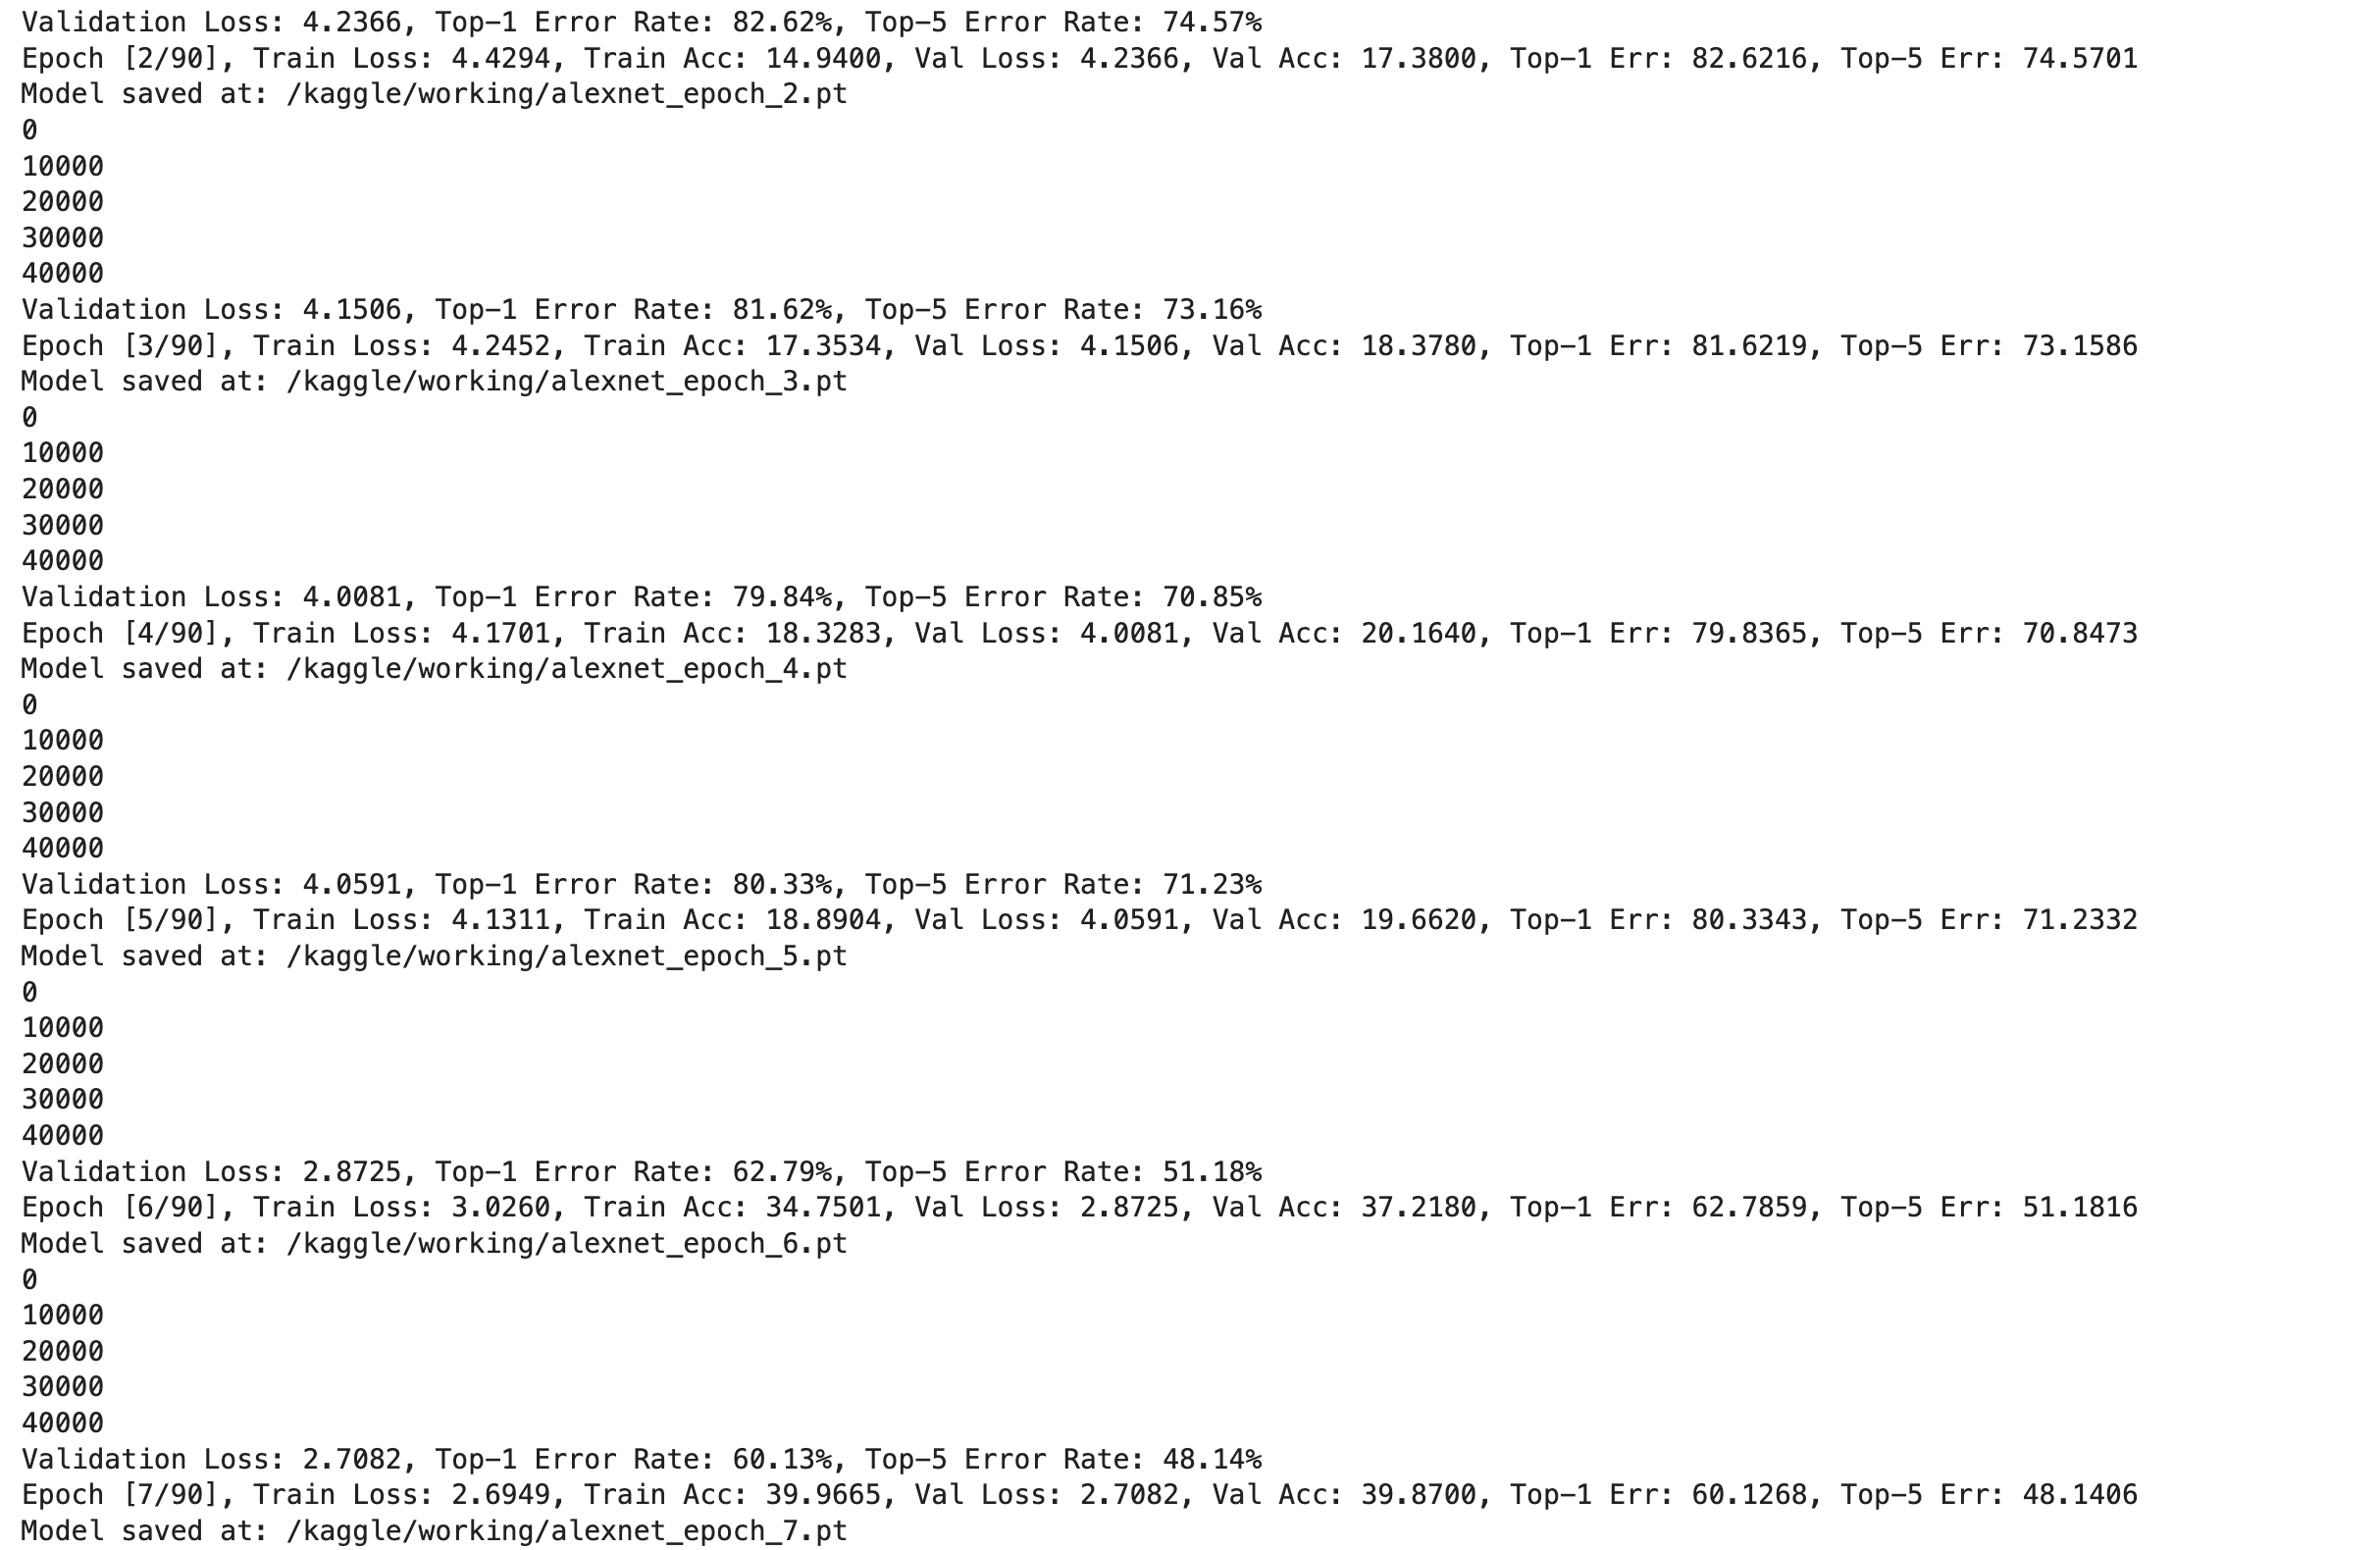 Validation Loss: 4.2366, Top-1 Error Rate: 82.62%, Top-5 Error Rate: 74.57%
Epoch [2/90], Train Loss: 4.4294, Train Acc: 14.9400, Val Loss: 4.2366, Val Acc: 17.3800, Top-1 Err: 82.6216, Top-5 Err: 74.5701
Model saved at: /kaggle/working/alexnet_epoch_2.pt
0
10000
20000
30000
40000
Validation Loss: 4.1506, Top-1 Error Rate: 81.62%, Top-5 Error Rate: 73.16%
Epoch [3/90], Train Loss: 4.2452, Train Acc: 17.3534, Val Loss: 4.1506, Val Acc: 18.3780, Top-1 Err: 81.6219, Top-5 Err: 73.1586
Model saved at: /kaggle/working/alexnet_epoch_3.pt
0
10000
20000
30000
40000
Validation Loss: 4.0081, Top-1 Error Rate: 79.84%, Top-5 Error Rate: 70.85%
Epoch [4/90], Train Loss: 4.1701, Train Acc: 18.3283, Val Loss: 4.0081, Val Acc: 20.1640, Top-1 Err: 79.8365, Top-5 Err: 70.8473
Model saved at: /kaggle/working/alexnet_epoch_4.pt
0
10000
20000
30000
40000
Validation Loss: 4.0591, Top-1 Error Rate: 80.33%, Top-5 Error Rate: 71.23%
Epoch [5/90], Train Loss: 4.1311, Train Acc: 18.8904, Val Loss: 4.0591, Val Acc: 19.6620, Top-1 Err: 80.3343, Top-5 Err: 71.2332
Model saved at: /kaggle/working/alexnet_epoch_5.pt
0
10000
20000
30000
40000
Validation Loss: 2.8725, Top-1 Error Rate: 62.79%, Top-5 Error Rate: 51.18%
Epoch [6/90], Train Loss: 3.0260, Train Acc: 34.7501, Val Loss: 2.8725, Val Acc: 37.2180, Top-1 Err: 62.7859, Top-5 Err: 51.1816
Model saved at: /kaggle/working/alexnet_epoch_6.pt
0
10000
20000
30000
40000
Validation Loss: 2.7082, Top-1 Error Rate: 60.13%, Top-5 Error Rate: 48.14%
Epoch [7/90], Train Loss: 2.6949, Train Acc: 39.9665, Val Loss: 2.7082, Val Acc: 39.8700, Top-1 Err: 60.1268, Top-5 Err: 48.1406
Model saved at: /kaggle/working/alexnet_epoch_7.pt